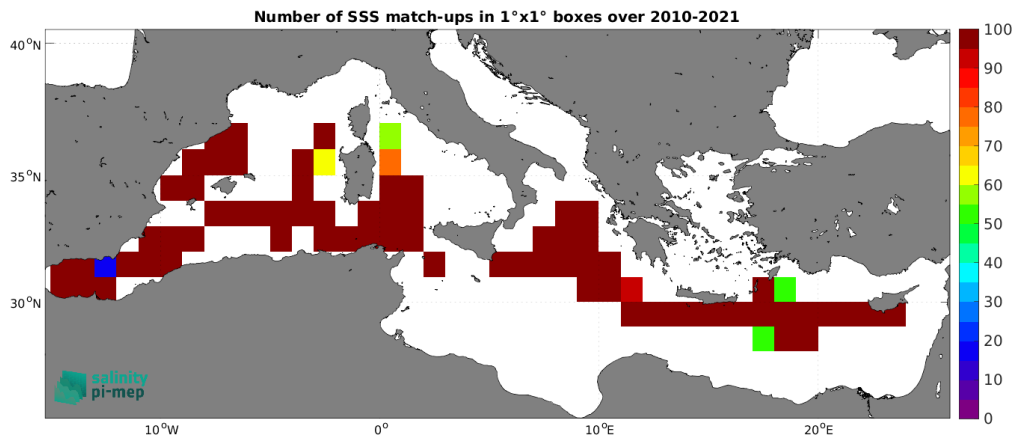 Number of SSS match-ups in 1°x1° boxes over 2010-2021
40°N
35°N
30°N
10°W
0°
10°E
20°E
100
90
80
70
60
50
40
30
20
10
0
salinity
pi-mep